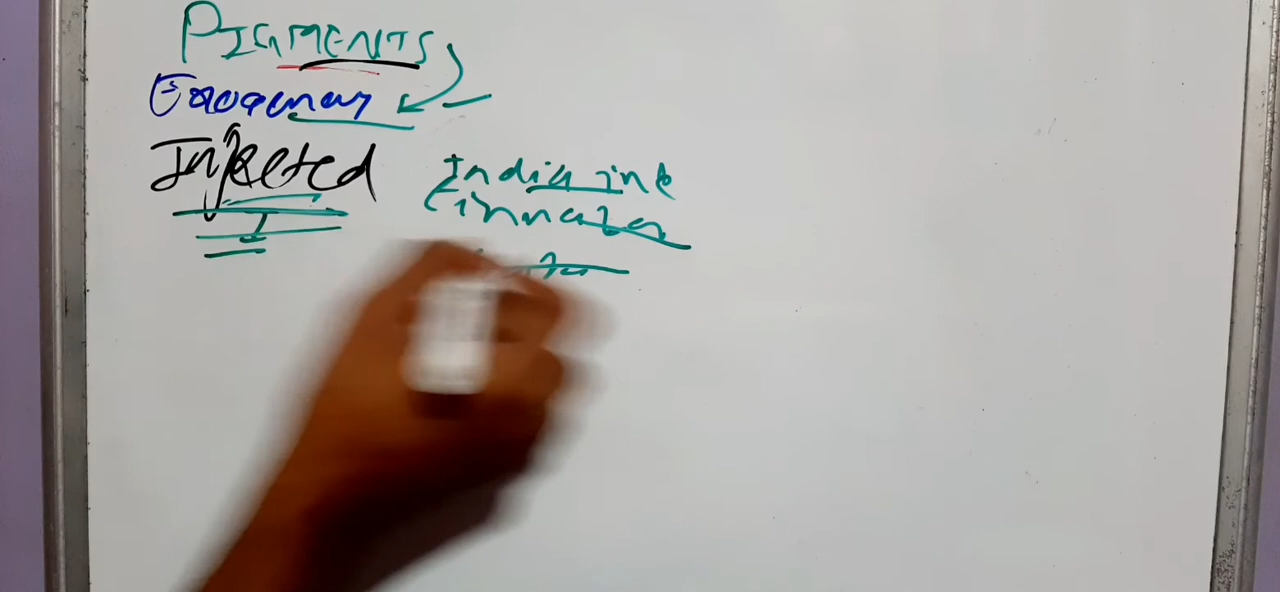 PIGMENTS
Exogenous
Injected
India ink
Cinnabar